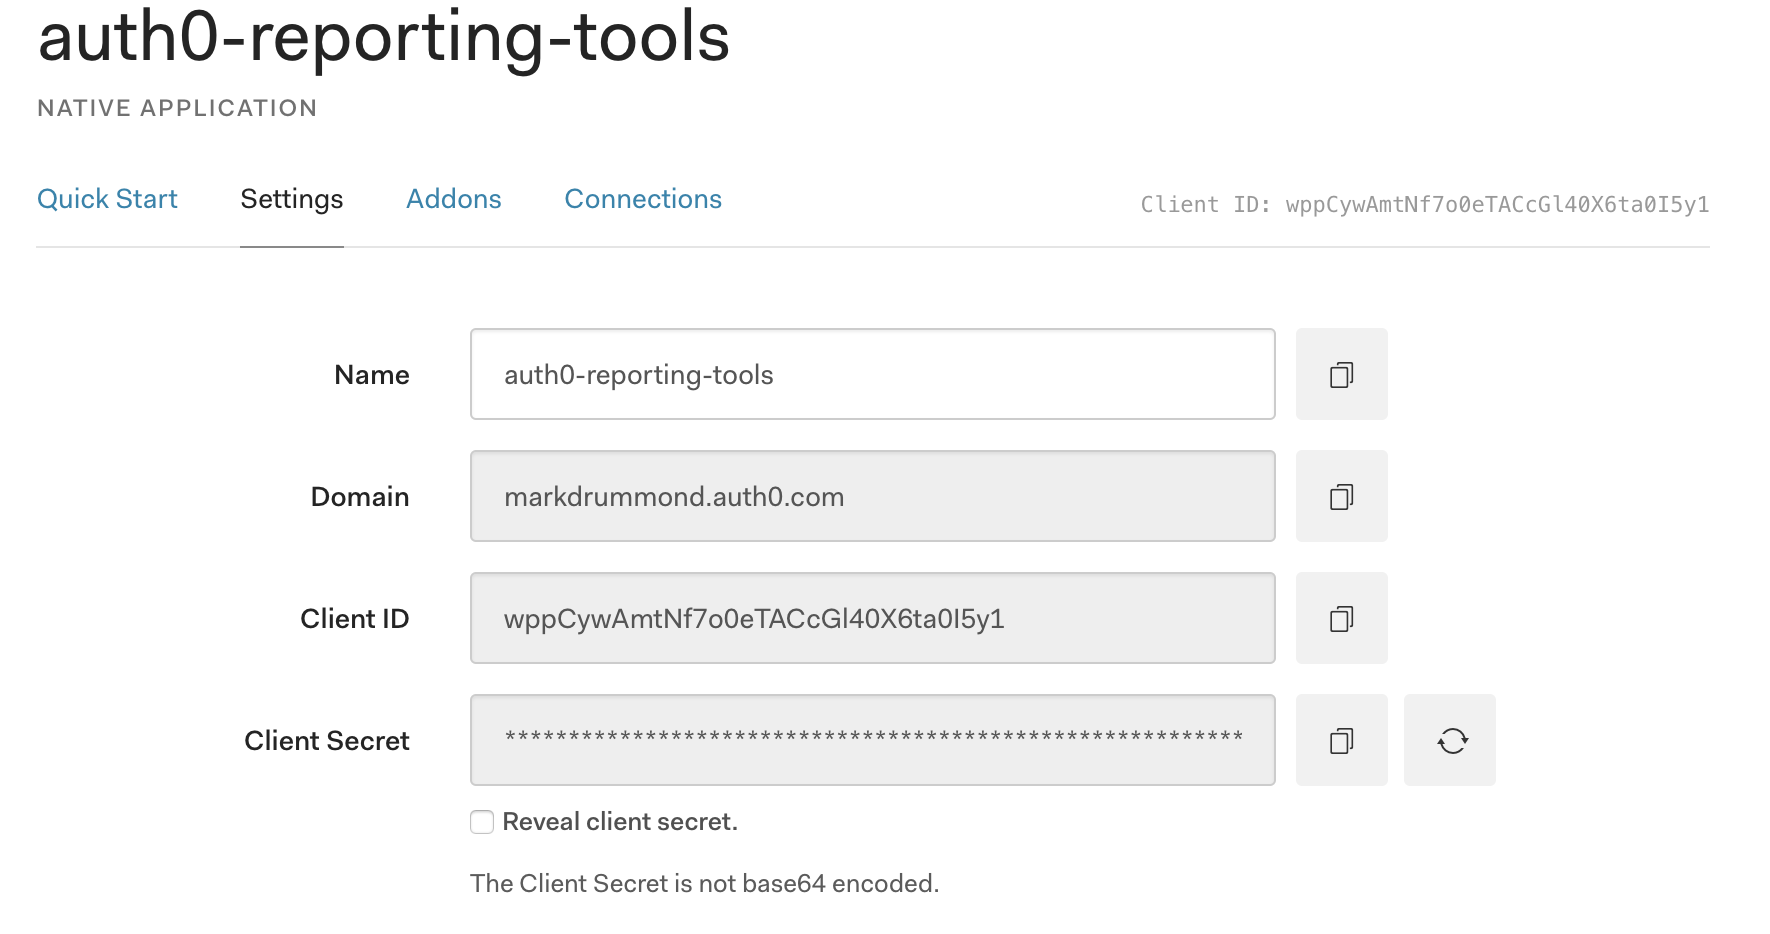 auth0-reporting-tools
NATIVE APPLICATION
Quick Start Settings Addons Connections Client ID: wppCywAmtNf7o0eTACcGl40X6ta0I5y1
Name auth0-reporting-tools
Domain markdrummond.auth0.com
Client ID wppCywAmtNf7o0eTACcGl40X6ta0I5y1
Client Secret **********************************************************
Reveal client secret.
The Client Secret is not base64 encoded.